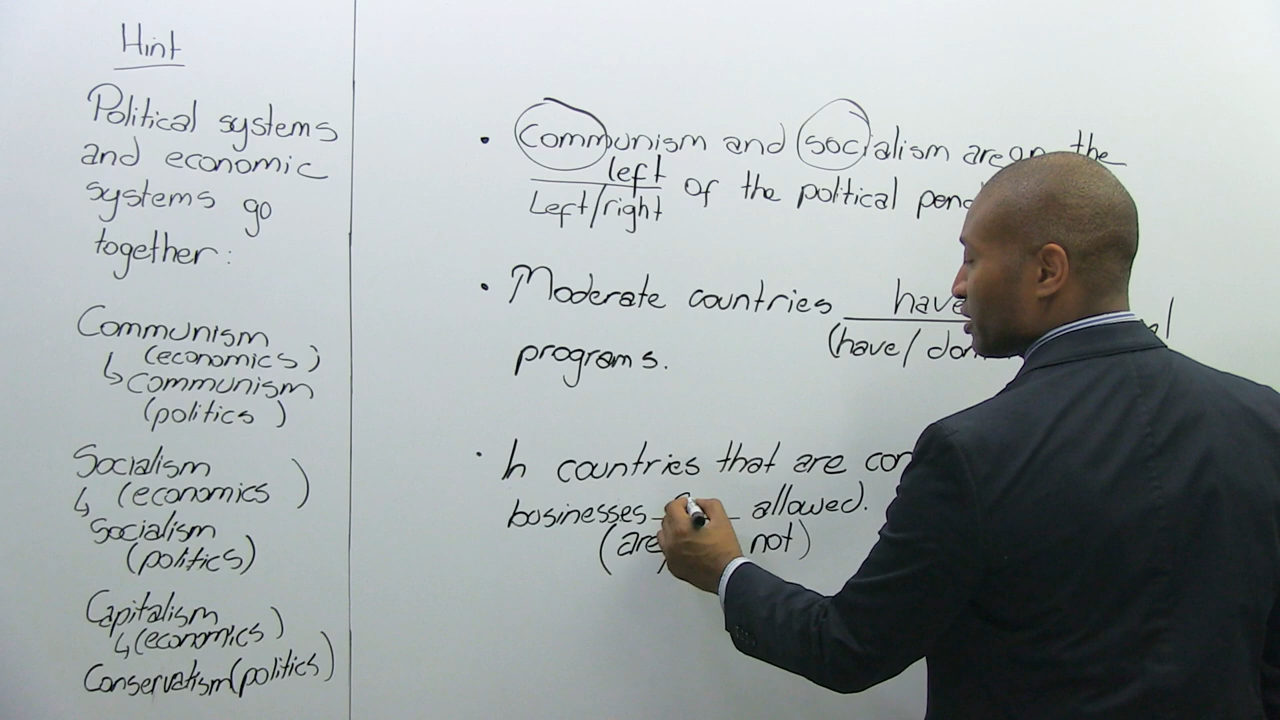 Hint
Political systems
and economic
systems go
together:
Communism
(economics)
↳ communism
(politics)
Socialism
↳ (economics)
Socialism
(politics)
Capitalism
↳ (economics)
Conservatism (politics)
• Communism and socialism are on the
left
Left/right of the political
• Moderate countries have
(have/
programs.
• In countries that are
businesses allowed.
(are/ not)